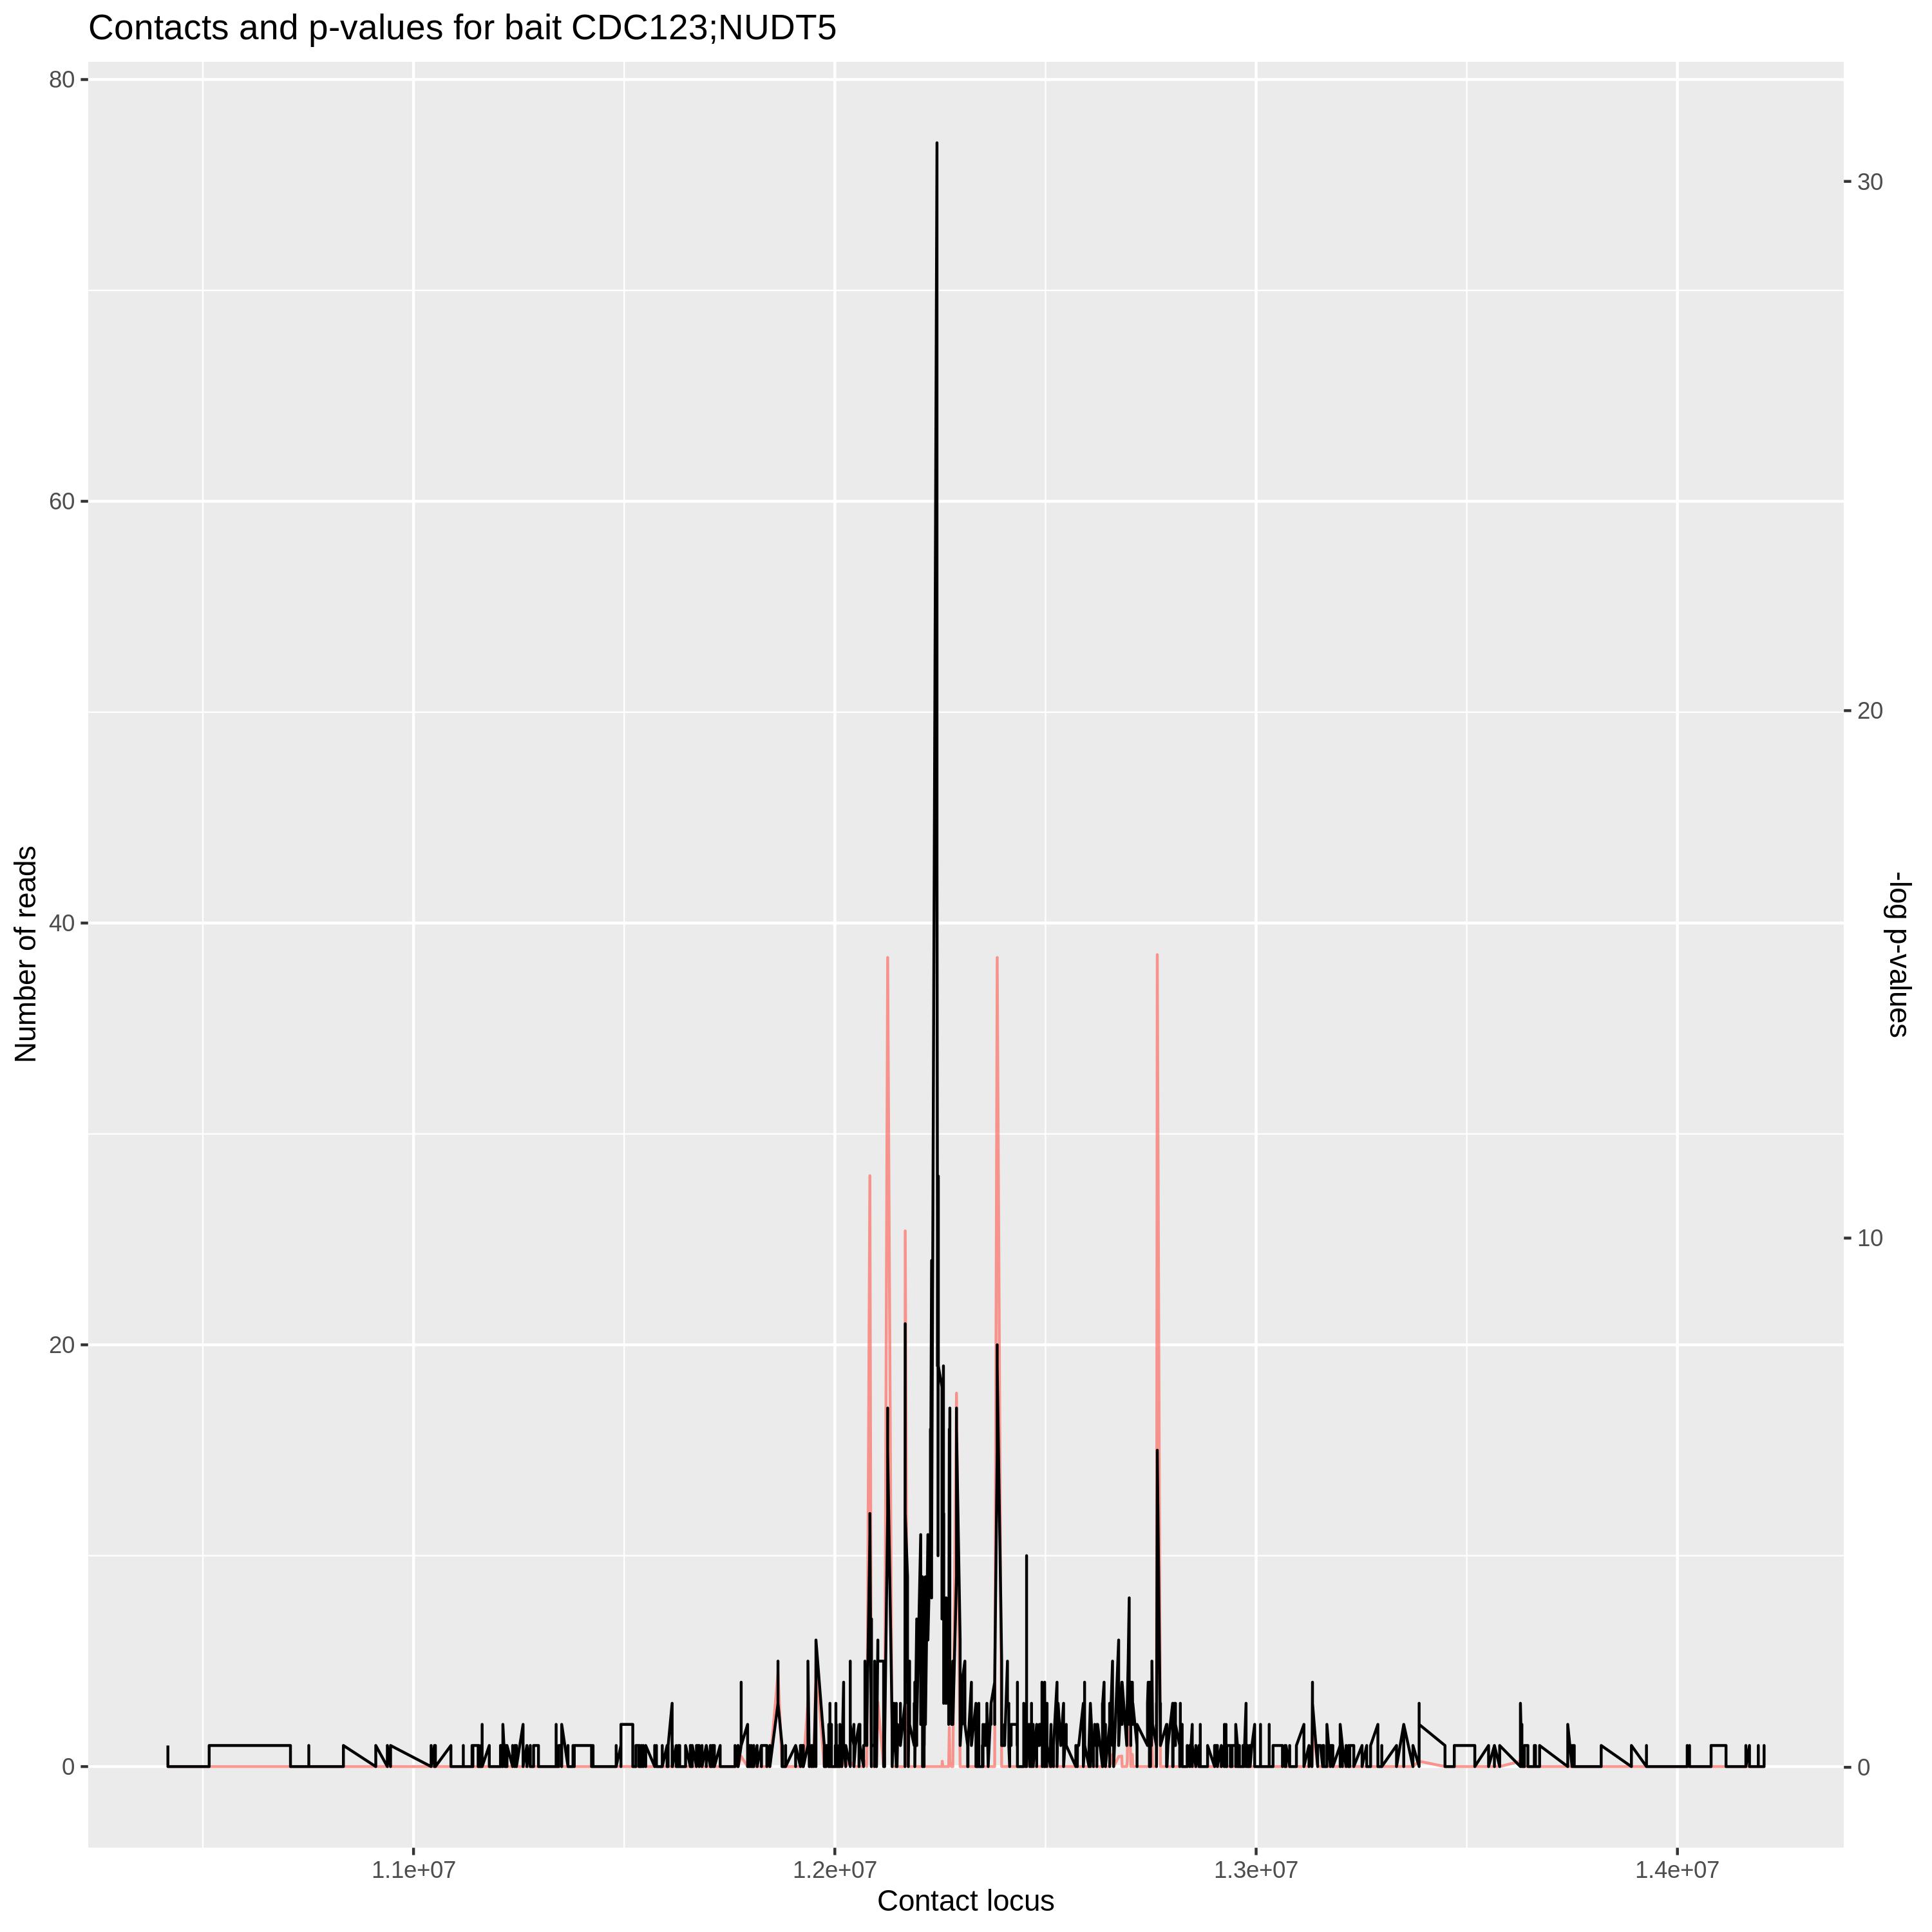 Contacts and p-values for bait CDC123;NUDT5
80
60
40
20
0
Number of reads
30
20
10
0
-log p-values
1.1e+07
1.2e+07
1.3e+07
1.4e+07
Contact locus